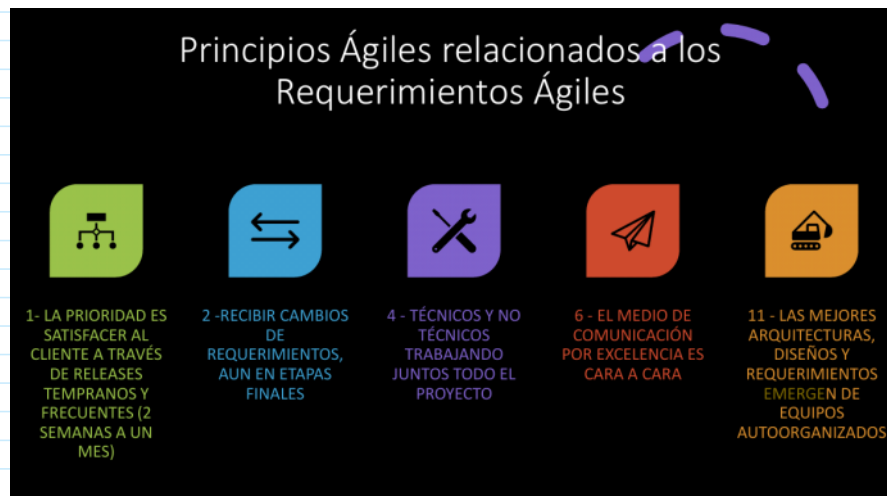 Principios Ágiles relacionados a los
Requerimientos Ágiles
1- LA PRIORIDAD ES
SATISFACER AL
CLIENTE A TRAVÉS
DE RELEASES
TEMPRANOS Y
FRECUENTES (2
SEMANAS A UN
MES)
2 -RECIBIR CAMBIOS
DE
REQUERIMIENTOS,
AUN EN ETAPAS
FINALES
4 - TÉCNICOS Y NO
TÉCNICOS
TRABAJANDO
JUNTOS TODO EL
PROYECTO
6 - EL MEDIO DE
COMUNICACIÓN
POR EXCELENCIA ES
CARA A CARA
11 - LAS MEJORES
ARQUITECTURAS,
DISEÑOS Y
REQUERIMIENTOS
EMERGEN DE
EQUIPOS
AUTOORGANIZADOS